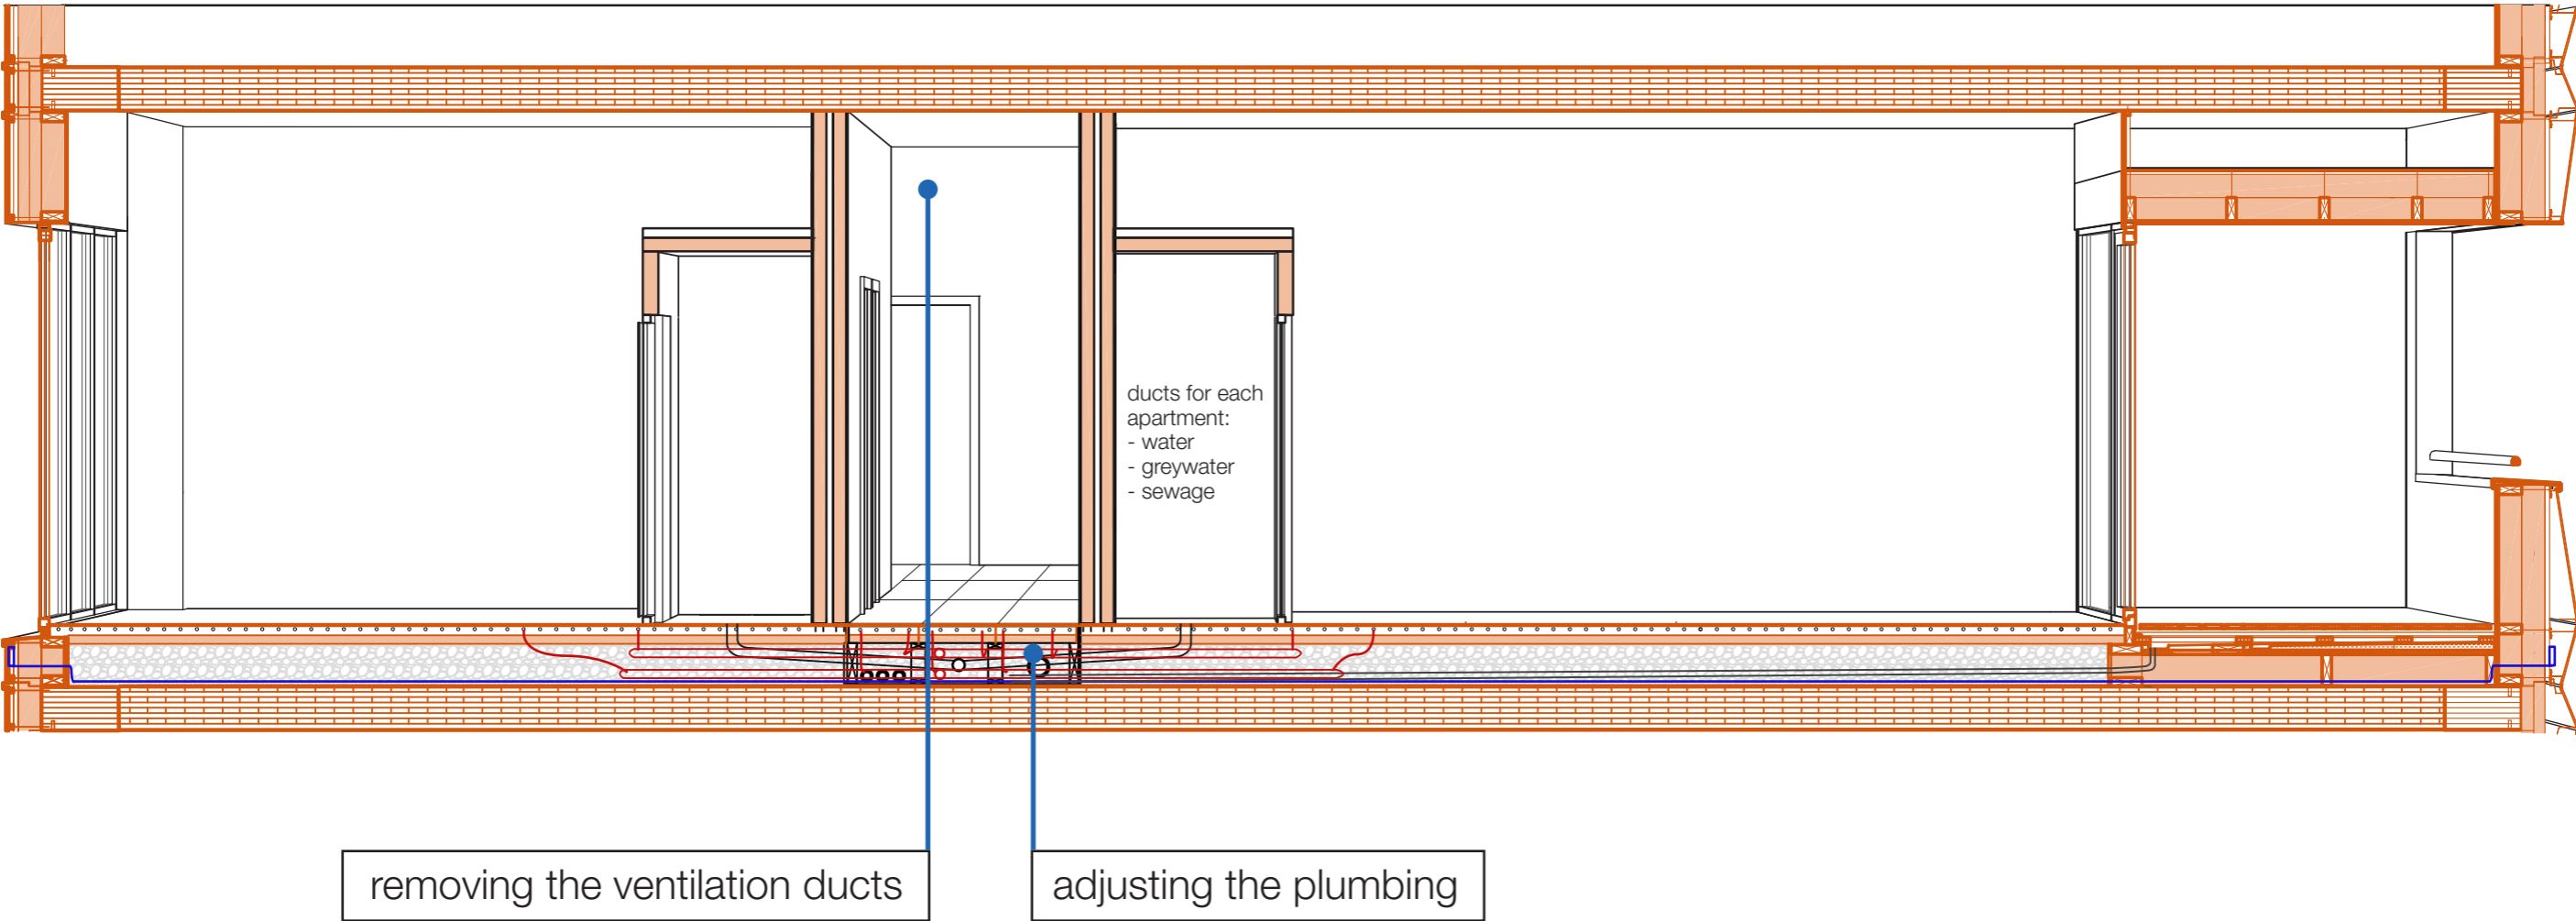 ducts for each
apartment:
- water
- greywater
- sewage
removing the ventilation ducts
adjusting the plumbing